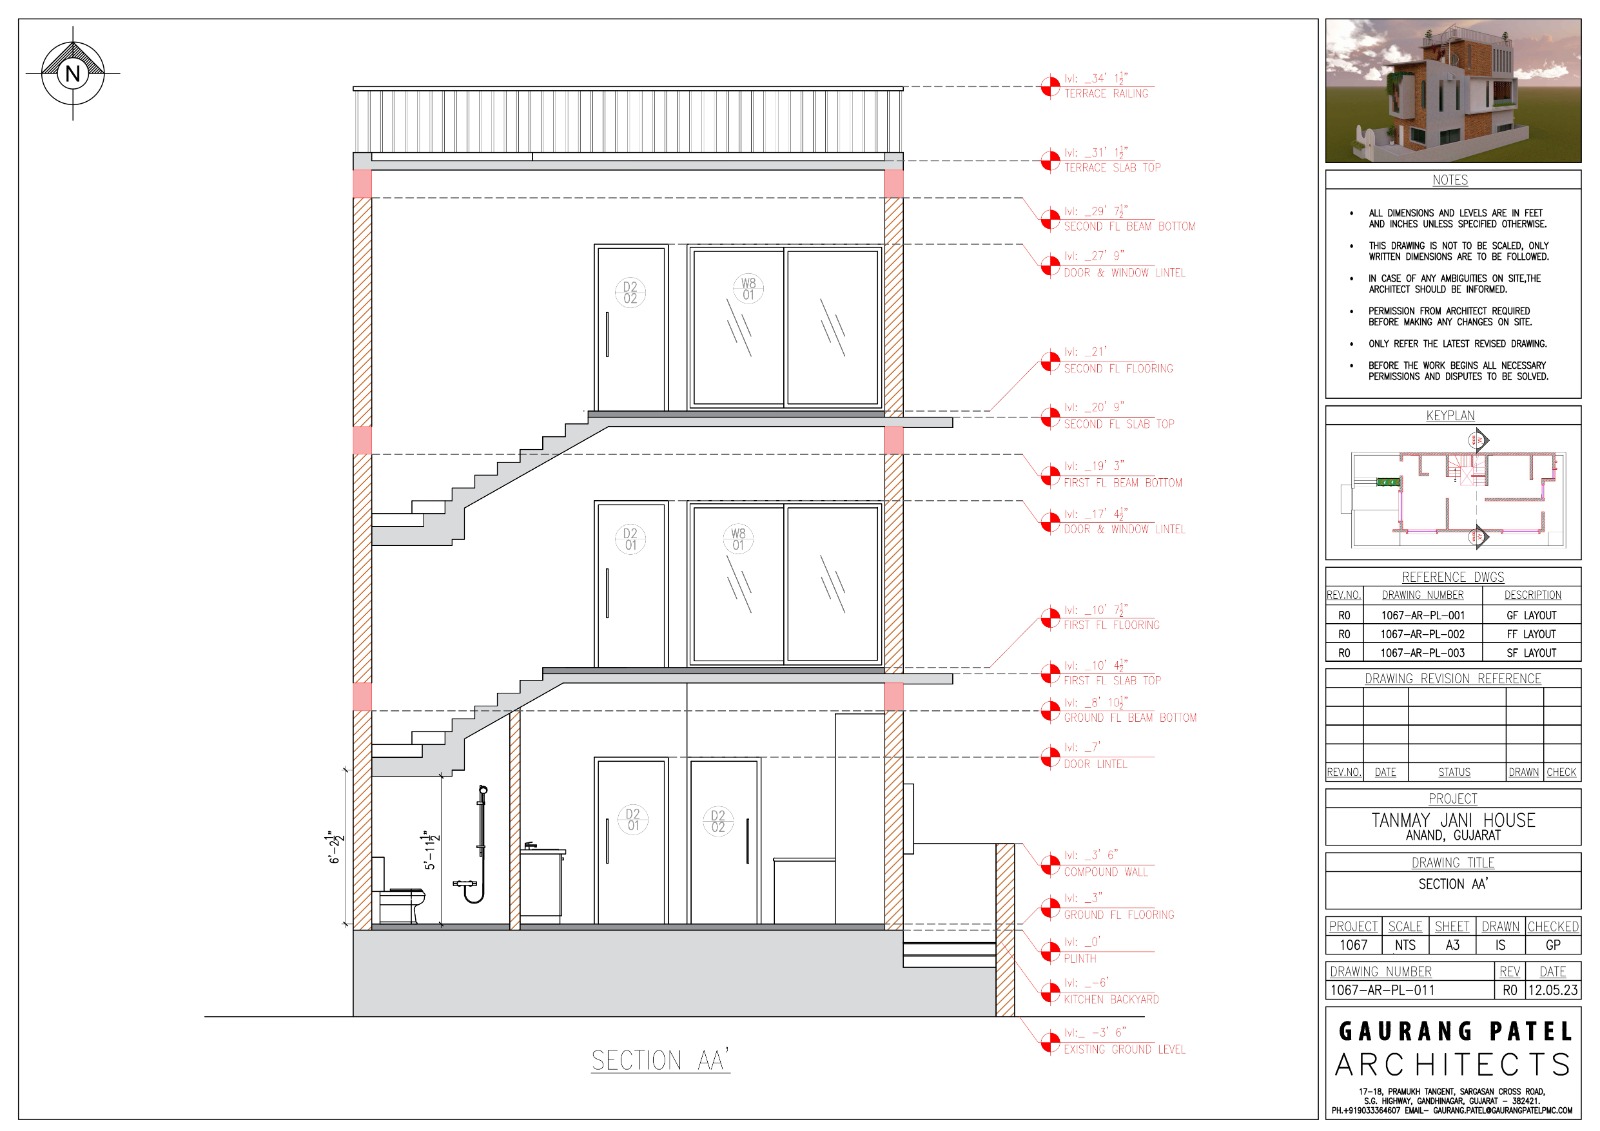 N
lvl: _34' 1½"
TERRACE RAILING
lvl: _31' 1½"
TERRACE SLAB TOP
lvl: _29' 7½"
SECOND FL BEAM BOTTOM
lvl: _27' 9"
DOOR & WINDOW LINTEL
D2
02
W8
01
lvl: _21'
SECOND FL FLOORING
lvl: _20' 9"
SECOND FL SLAB TOP
lvl: _19' 3"
FIRST FL BEAM BOTTOM
lvl: _17' 4½"
DOOR & WINDOW LINTEL
D2
01
W8
01
lvl: _10' 7½"
FIRST FL FLOORING
lvl: _10' 4½"
FIRST FL SLAB TOP
lvl: _8' 10½"
GROUND FL BEAM BOTTOM
lvl: _7'
DOOR LINTEL
D2
01
D2
02
6'-2½"
5'-11½"
lvl: _3' 6"
COMPOUND WALL
lvl: _3"
GROUND FL FLOORING
lvl: _0'
PLINTH
lvl: _-6'
KITCHEN BACKYARD
lvl:_ -3' 6"
EXISTING GROUND LEVEL
SECTION AA'
NOTES
• ALL DIMENSIONS AND LEVELS ARE IN FEET
AND INCHES UNLESS SPECIFIED OTHERWISE.
• THIS DRAWING IS NOT TO BE SCALED, ONLY
WRITTEN DIMENSIONS ARE TO BE FOLLOWED.
• IN CASE OF ANY AMBIGUITIES ON SITE,THE
ARCHITECT SHOULD BE INFORMED.
• PERMISSION FROM ARCHITECT REQUIRED
BEFORE MAKING ANY CHANGES ON SITE.
• ONLY REFER THE LATEST REVISED DRAWING.
• BEFORE THE WORK BEGINS ALL NECESSARY
PERMISSIONS AND DISPUTES TO BE SOLVED.
KEYPLAN
REFERENCE DWGS
REV.NO. DRAWING NUMBER DESCRIPTION
R0 1067-AR-PL-001 GF LAYOUT
R0 1067-AR-PL-002 FF LAYOUT
R0 1067-AR-PL-003 SF LAYOUT
DRAWING REVISION REFERENCE
REV.NO. DATE STATUS DRAWN CHECK
PROJECT
TANMAY JANI HOUSE
ANAND, GUJARAT
DRAWING TITLE
SECTION AA'
PROJECT SCALE SHEET DRAWN CHECKED
1067 NTS A3 IS GP
DRAWING NUMBER REV DATE
1067-AR-PL-011 R0 12.05.23
GAURANG PATEL
ARCHITECTS
17-18, PRAMUKH TANGENT, SARGASAN CROSS ROAD,
S.G. HIGHWAY, GANDHINAGAR, GUJARAT - 382421.
PH.+919033364607 EMAIL- GAURANG.PATEL@GAURANGPATELPMC.COM